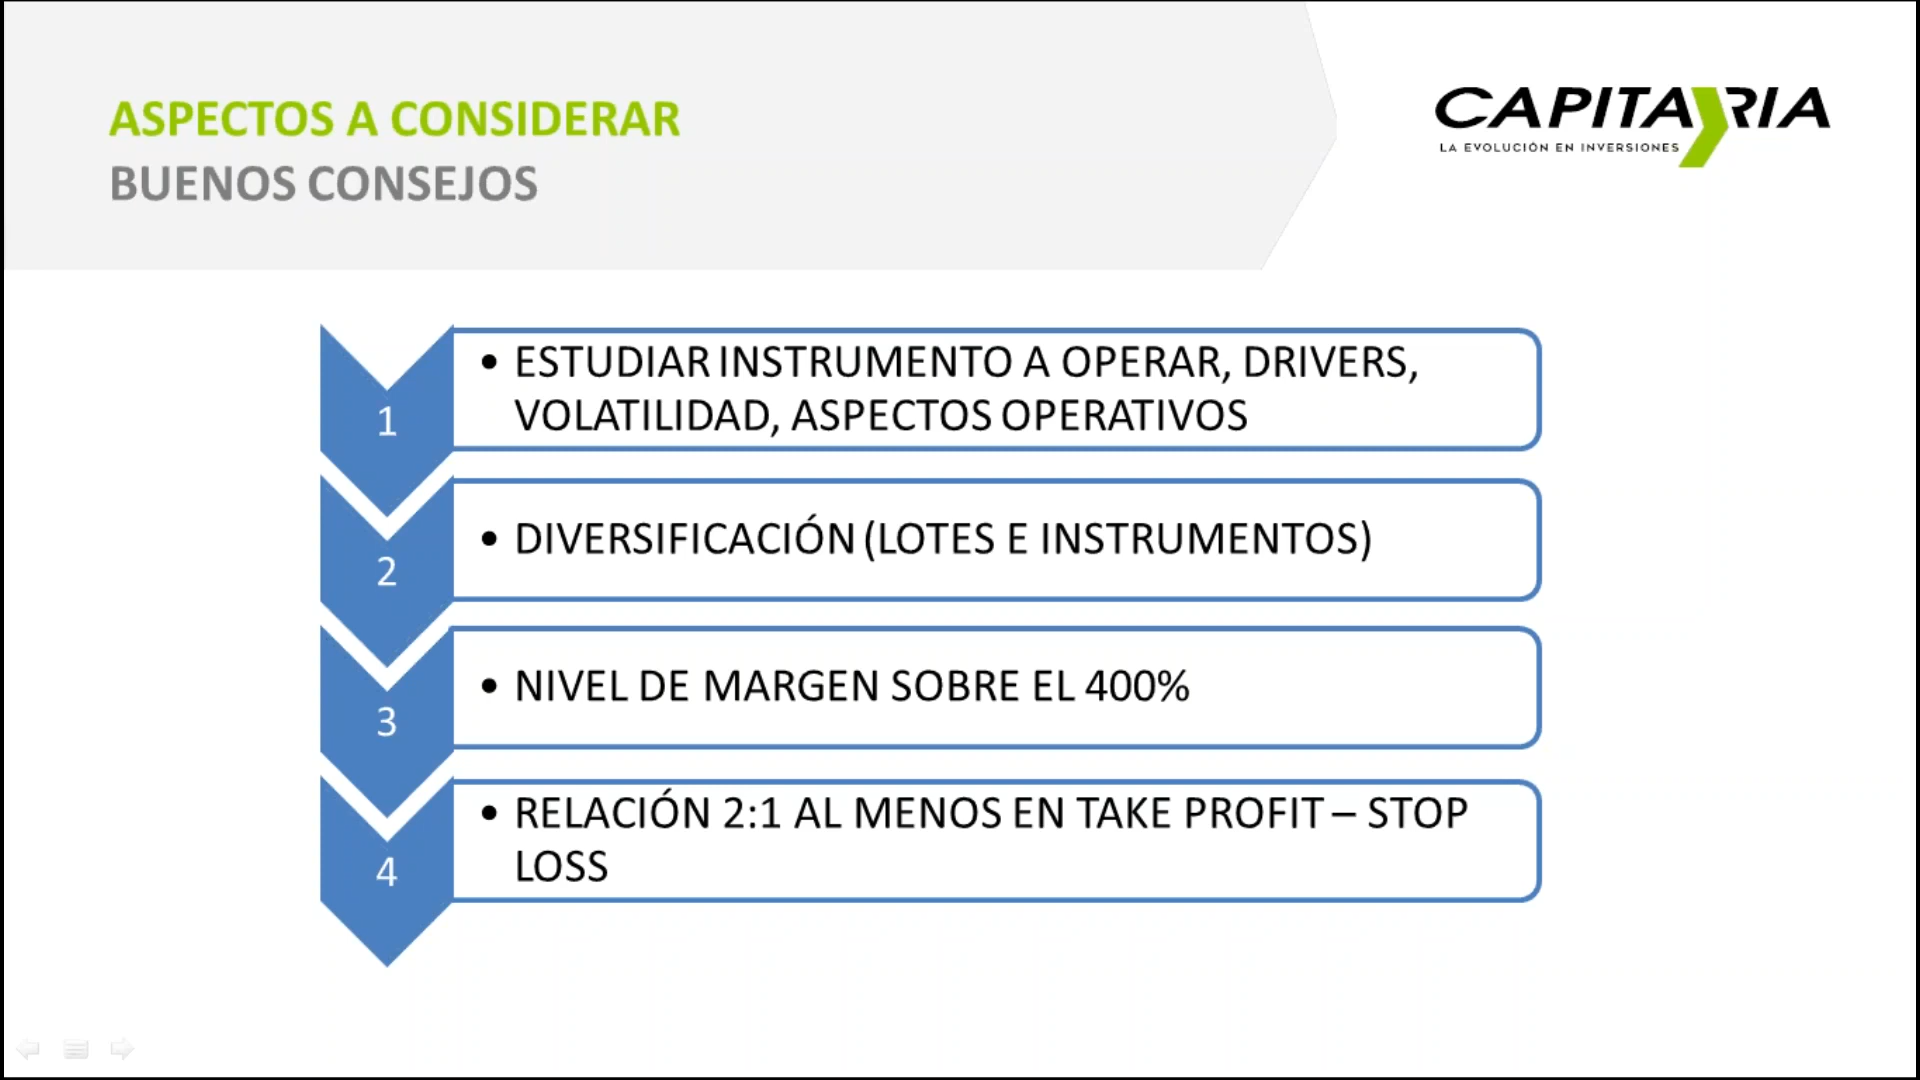 ASPECTOS A CONSIDERAR
BUENOS CONSEJOS
CAPITARIA
LA EVOLUCIÓN EN INVERSIONES
1
• ESTUDIAR INSTRUMENTO A OPERAR, DRIVERS,
VOLATILIDAD, ASPECTOS OPERATIVOS
2
• DIVERSIFICACIÓN (LOTES E INSTRUMENTOS)
3
• NIVEL DE MARGEN SOBRE EL 400%
4
• RELACIÓN 2:1 AL MENOS EN TAKE PROFIT – STOP
LOSS